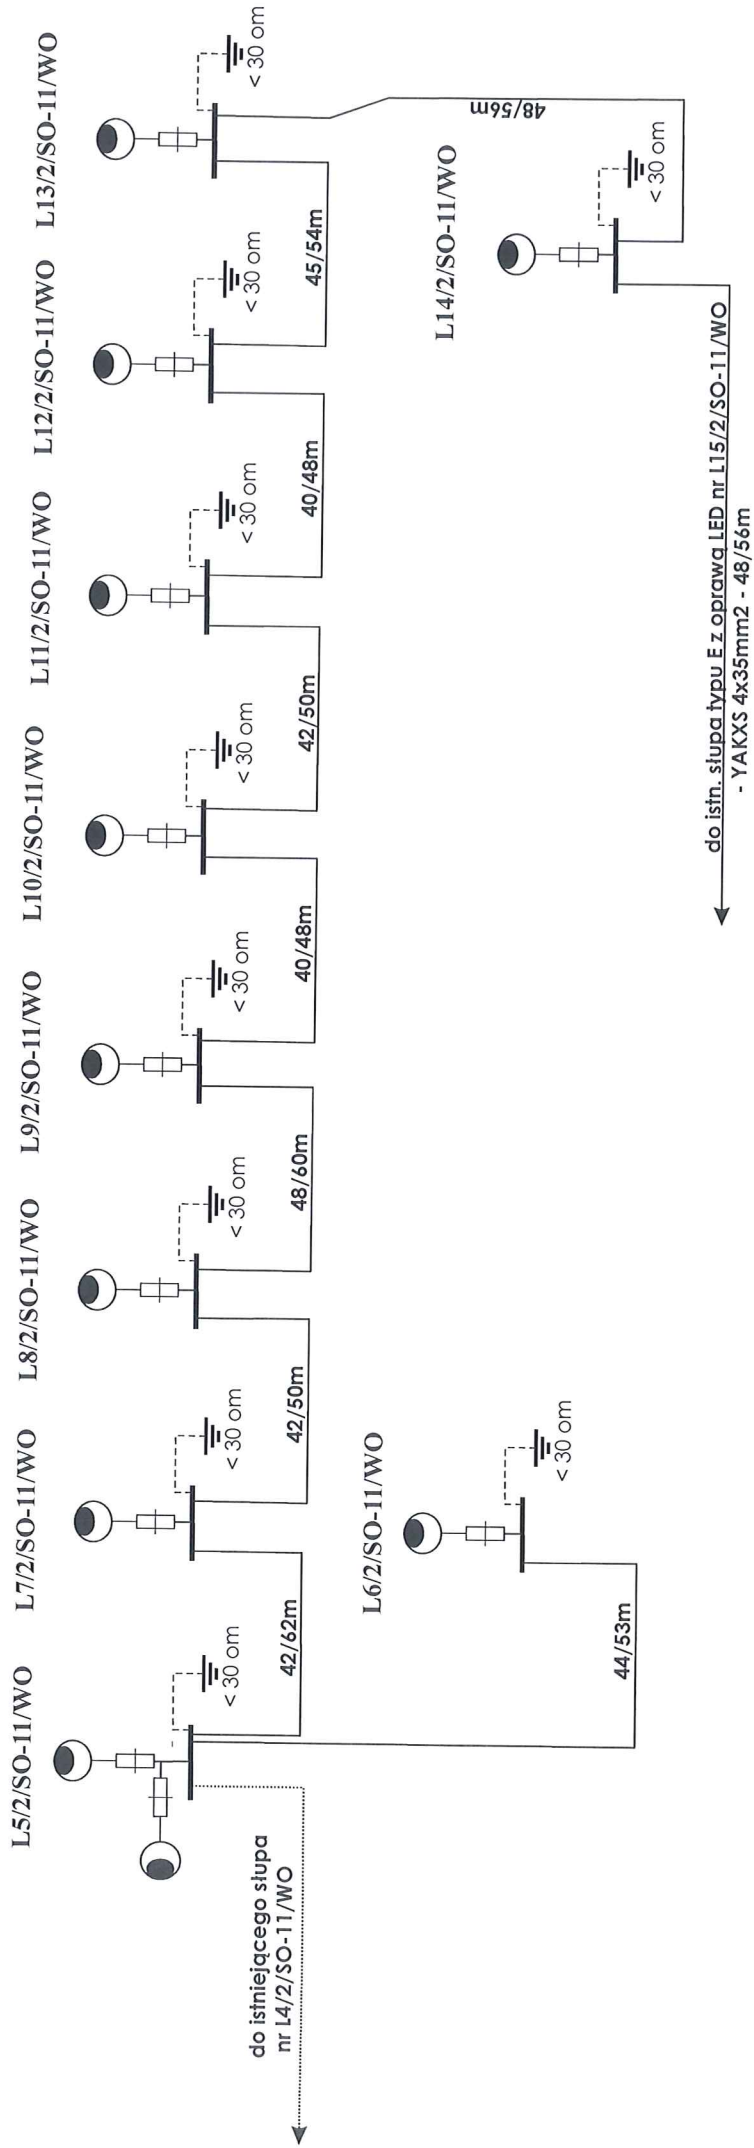 L5/2/SO-11/WO
L7/2/SO-11/WO
L8/2/SO-11/WO
L9/2/SO-11/WO
L10/2/SO-11/WO
L11/2/SO-11/WO
L12/2/SO-11/WO
L13/2/SO-11/WO
< 30 om
< 30 om
< 30 om
< 30 om
< 30 om
< 30 om
< 30 om
< 30 om
42/62m
42/50m
48/60m
40/48m
42/50m
40/48m
45/54m
48/56m
do istniejącego słupa
nr L4/2/SO-11/WO
L6/2/SO-11/WO
< 30 om
44/53m
L14/2/SO-11/WO
< 30 om
do istn. słupa typu E z oprawą LED nr L15/2/SO-11/WO
- YAKXS 4x35mm2 - 48/56m